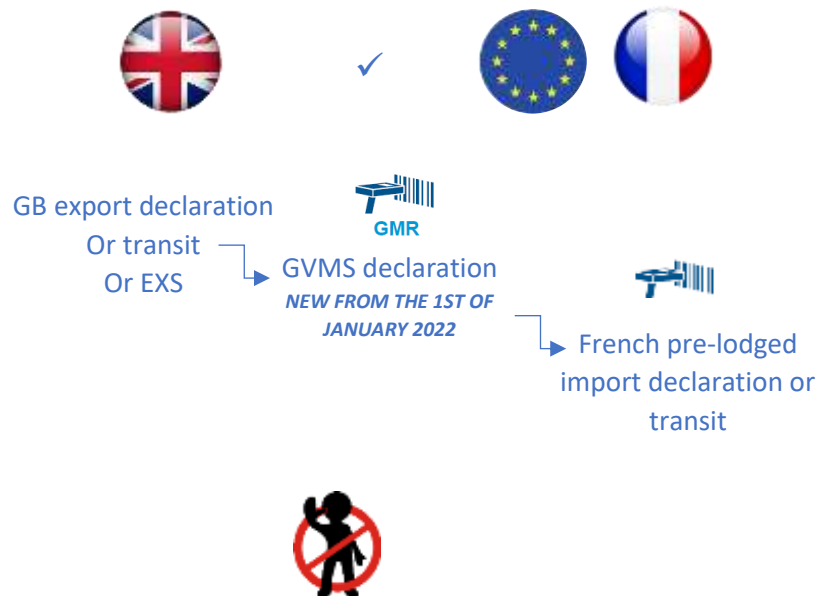 GB export declaration
Or transit
Or EXS
GMR
GVMS declaration
NEW FROM THE 1ST OF
JANUARY 2022
French pre-lodged
import declaration or
transit